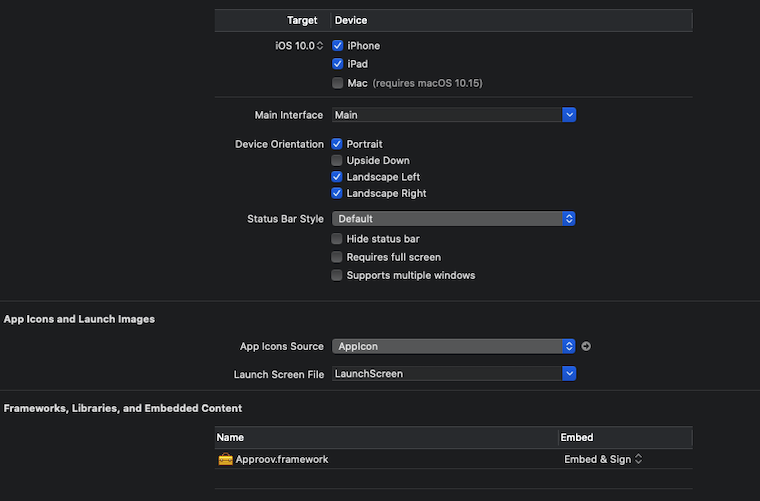 Target Device
iOS 10.0 iPhone
iPad
Mac (requires macOS 10.15)
Main Interface Main
Device Orientation Portrait
Upside Down
Landscape Left
Landscape Right
Status Bar Style Default
Hide status bar
Requires full screen
Supports multiple windows
App Icons and Launch Images
App Icons Source AppIcon
Launch Screen File LaunchScreen
Frameworks, Libraries, and Embedded Content
Name Embed
Approov.framework Embed & Sign